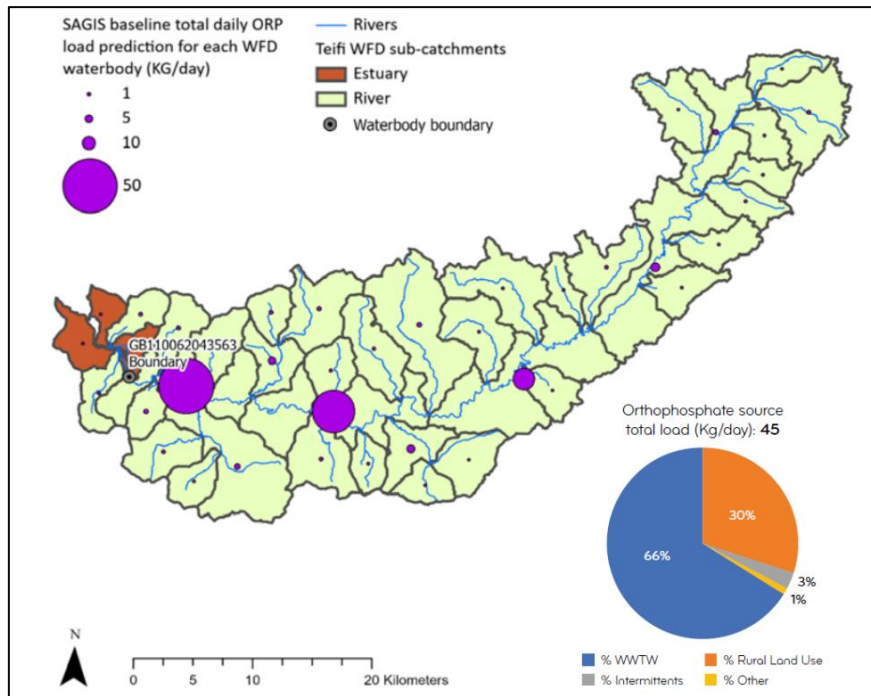 SAGIS baseline total daily ORP
load prediction for each WFD
waterbody (KG/day)
1
5
10
50
Rivers
Teifi WFD sub-catchments
Estuary
River
Waterbody boundary
GB110062043563
Boundary
Orthophosphate source
total load (Kg/day): 45
30%
66%
3%
1%
% WWTW
% Rural Land Use
% Intermittents
% Other
N
0 5 10 20 Kilometers